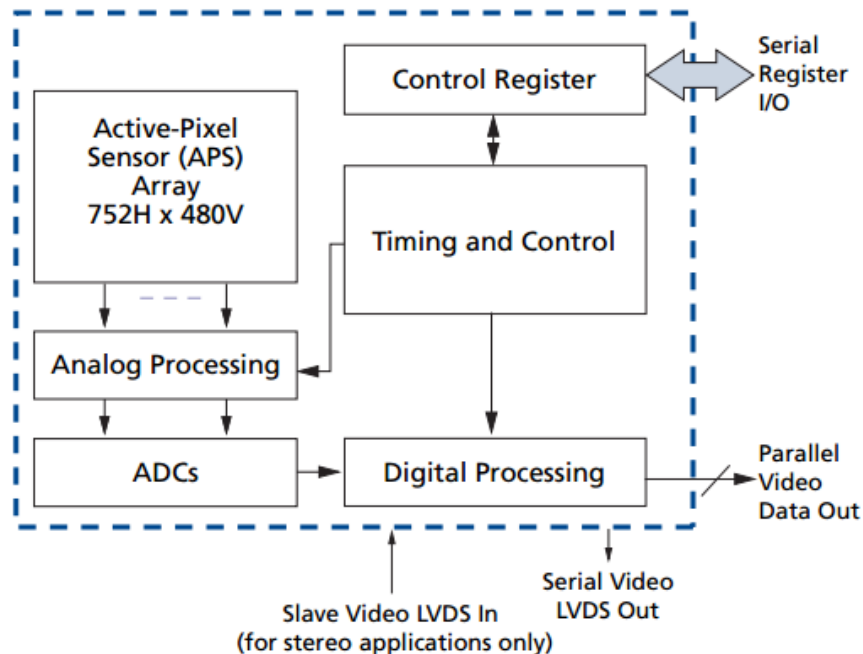 Control Register
Serial
Register
I/O
Active-Pixel
Sensor (APS)
Array
752H x 480V
Timing and Control
Analog Processing
ADCs
Digital Processing
Parallel
Video
Data Out
Slave Video LVDS In
(for stereo applications only)
Serial Video
LVDS Out